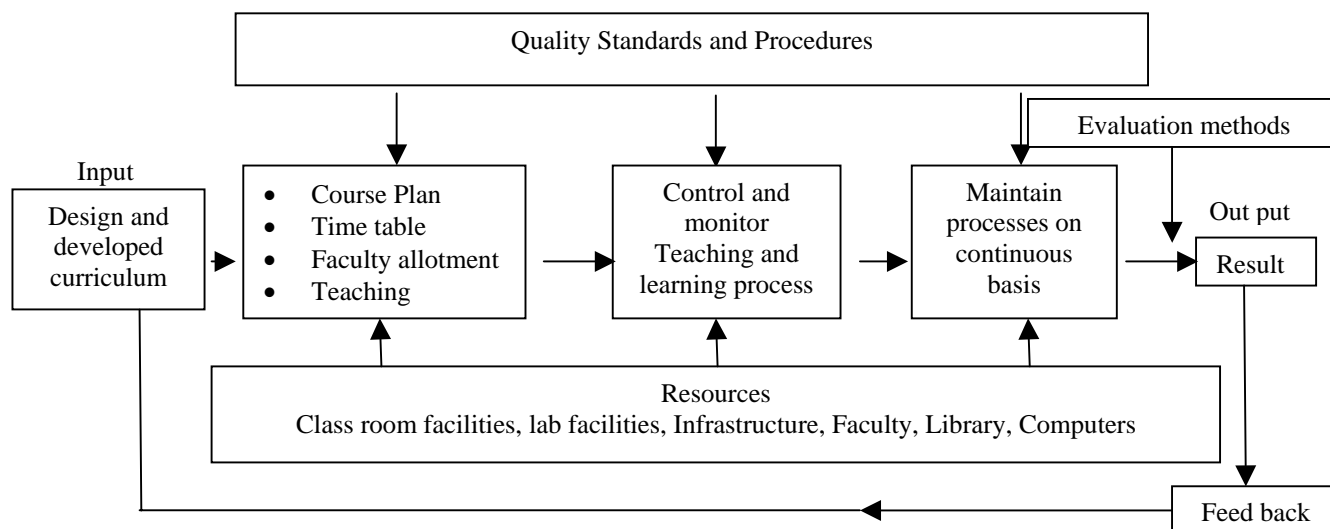 Quality Standards and Procedures
Evaluation methods
Input
Design and
developed
curriculum
• Course Plan
• Time table
• Faculty allotment
• Teaching
Control and
monitor
Teaching and
learning process
Maintain
processes on
continuous
basis
Out put
Result
Resources
Class room facilities, lab facilities, Infrastructure, Faculty, Library, Computers
Feed back